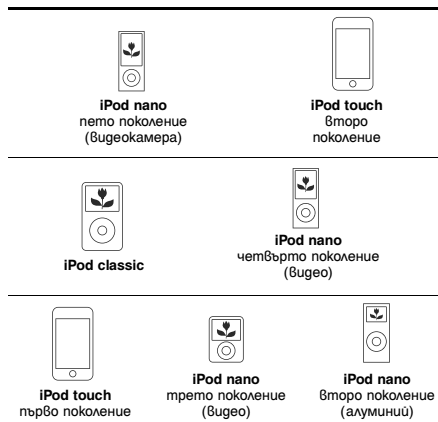 iPod nano
пето поколение
(видеокамера)
iPod touch
второ
поколение
iPod classic
iPod nano
четвърто поколение
(видео)
iPod touch
първо поколение
iPod nano
трето поколение
(видео)
iPod nano
второ поколение
(алуминий)